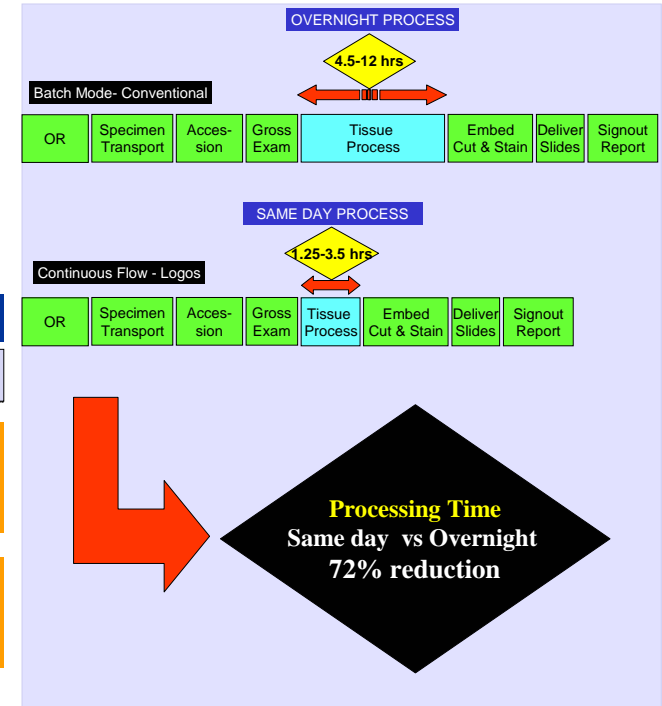 OVERNIGHT PROCESS
4.5-12 hrs
Batch Mode- Conventional
OR
Specimen
Transport
Acces-
sion
Gross
Exam
Tissue
Process
Embed
Cut & Stain
Deliver
Slides
Signout
Report
SAME DAY PROCESS
1.25-3.5 hrs
Continuous Flow - Logos
OR
Specimen
Transport
Acces-
sion
Gross
Exam
Tissue
Process
Embed
Cut & Stain
Deliver
Slides
Signout
Report
Processing Time
Same day vs Overnight
72% reduction